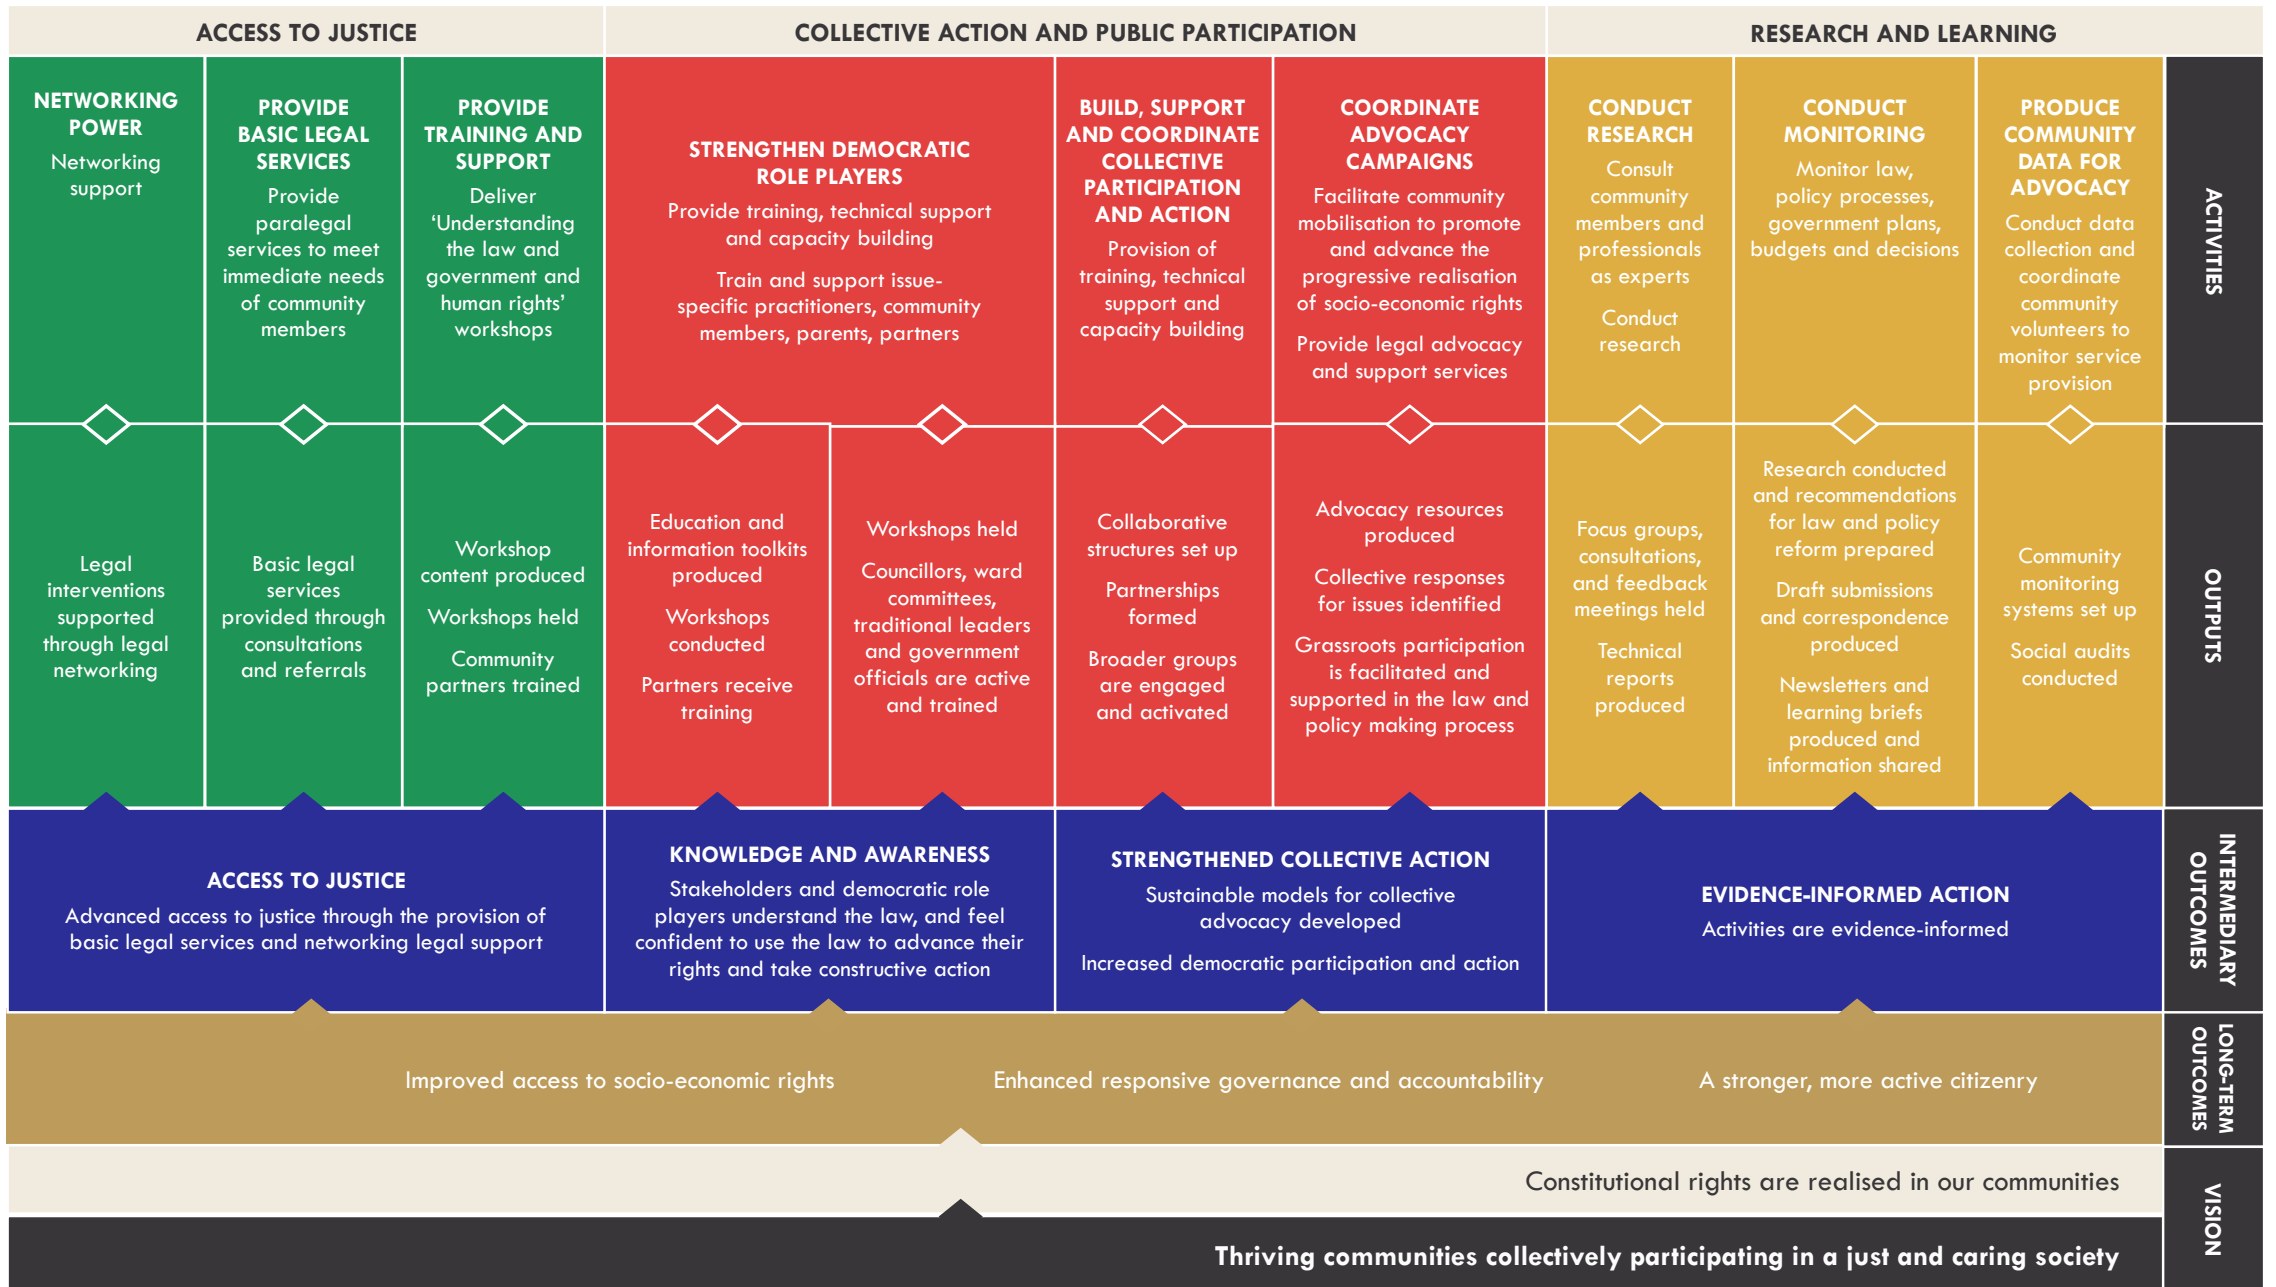 ACCESS TO JUSTICE
COLLECTIVE ACTION AND PUBLIC PARTICIPATION
RESEARCH AND LEARNING
NETWORKING
POWER
Networking
support
PROVIDE
BASIC LEGAL
SERVICES
Provide
paralegal
services to meet
immediate needs
of community
members
PROVIDE
TRAINING AND
SUPPORT
Deliver
‘Understanding
the law and
government and
human rights’
workshops
STRENGTHEN DEMOCRATIC
ROLE PLAYERS
Provide training, technical support
and capacity building
Train and support issue-
specific practitioners, community
members, parents, partners
BUILD, SUPPORT
AND COORDINATE
COLLECTIVE
PARTICIPATION
AND ACTION
Provision of
training, technical
support and
capacity building
COORDINATE
ADVOCACY
CAMPAIGNS
Facilitate community
mobilisation to promote
and advance the
progressive realisation
of socio-economic rights
Provide legal advocacy
and support services
CONDUCT
RESEARCH
Consult
community
members and
professionals
as experts
Conduct
research
CONDUCT
MONITORING
Monitor law,
policy processes,
government plans,
budgets and decisions
PRODUCE
COMMUNITY
DATA FOR
ADVOCACY
Conduct data
collection and
coordinate
community
volunteers to
monitor service
provision
ACTIVITIES
Legal
interventions
supported
through legal
networking
Basic legal
services
provided through
consultations
and referrals
Workshop
content produced
Workshops held
Community
partners trained
Education and
information toolkits
produced
Workshops
conducted
Partners receive
training
Workshops held
Councillors, ward
committees,
traditional leaders
and government
officials are active
and trained
Collaborative
structures set up
Partnerships
formed
Broader groups
are engaged
and activated
Advocacy resources
produced
Collective responses
for issues identified
Grassroots participation
is facilitated and
supported in the law and
policy making process
Focus groups,
consultations,
and feedback
meetings held
Technical
reports
produced
Research conducted
and recommendations
for law and policy
reform prepared
Draft submissions
and correspondence
produced
Newsletters and
learning briefs
produced and
information shared
Community
monitoring
systems set up
Social audits
conducted
OUTPUTS
ACCESS TO JUSTICE
Advanced access to justice through the provision of
basic legal services and networking legal support
KNOWLEDGE AND AWARENESS
Stakeholders and democratic role
players understand the law, and feel
confident to use the law to advance their
rights and take constructive action
STRENGTHENED COLLECTIVE ACTION
Sustainable models for collective
advocacy developed
Increased democratic participation and action
EVIDENCE-INFORMED ACTION
Activities are evidence-informed
INTERMEDIARY
OUTCOMES
Improved access to socio-economic rights
Enhanced responsive governance and accountability
A stronger, more active citizenry
LONG-TERM
OUTCOMES
Constitutional rights are realised in our communities
Thriving communities collectively participating in a just and caring society
VISION